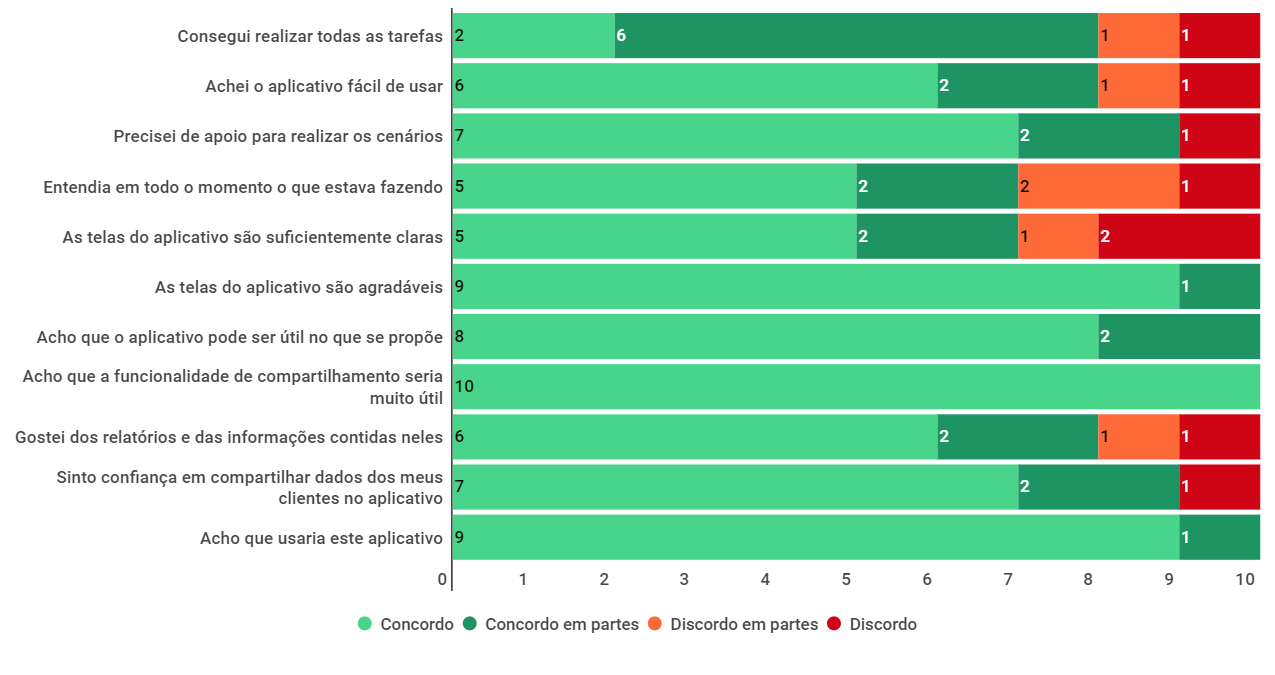 Consegui realizar todas as tarefas 2 6 1 1
Achei o aplicativo fácil de usar 6 2 1 1
Precisei de apoio para realizar os cenários 7 2 1
Entendia em todo o momento o que estava fazendo 5 2 2 1
As telas do aplicativo são suficientemente claras 5 2 1 2
As telas do aplicativo são agradáveis 9 1
Acho que o aplicativo pode ser útil no que se propõe 8 2
Acho que a funcionalidade de compartilhamento seria
muito útil 10
Gostei dos relatórios e das informações contidas neles 6 2 1 1
Sinto confiança em compartilhar dados dos meus
clientes no aplicativo 7 2 1
Acho que usaria este aplicativo 9 1
0 1 2 3 4 5 6 7 8 9 10
Concordo Concordo em partes Discordo em partes Discordo